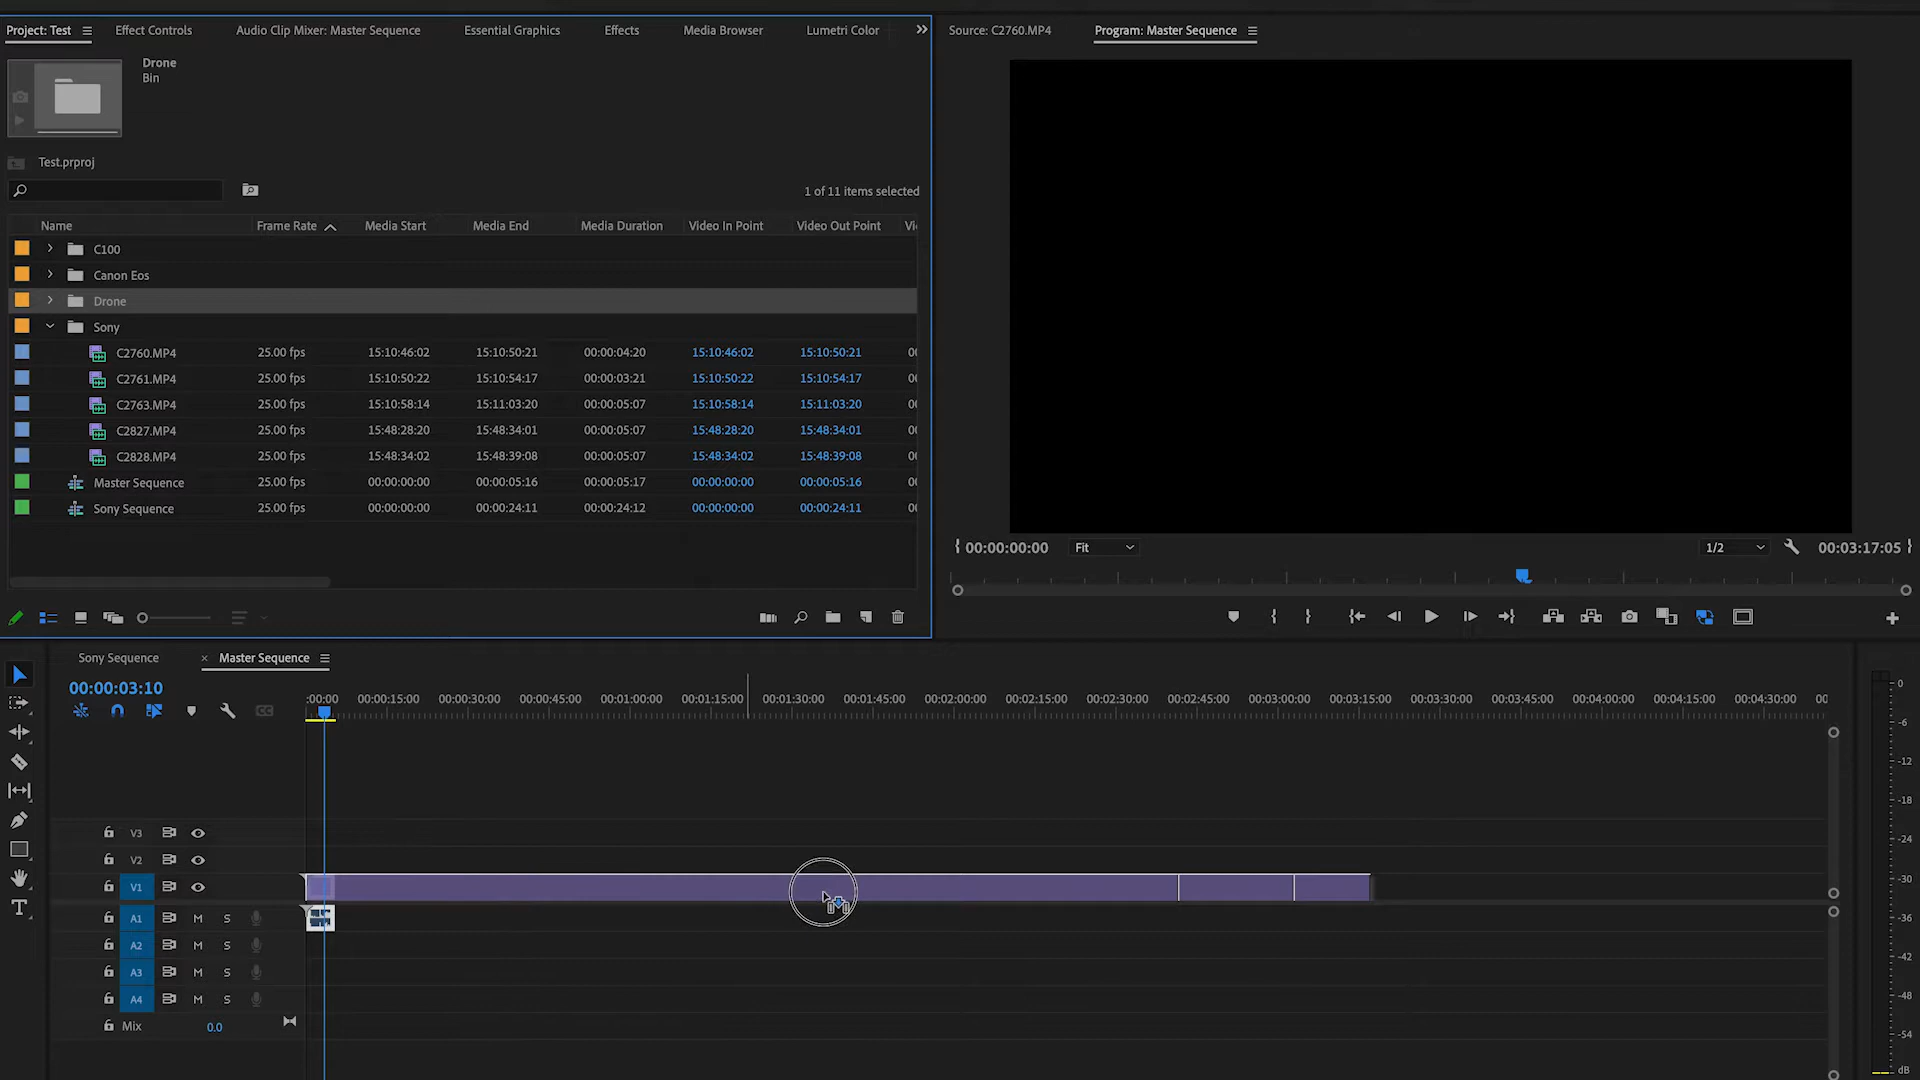 Project: Test Effect Controls Audio Clip Mixer: Master Sequence Essential Graphics Effects Media Browser Lumetri Color
Source: C2760.MP4 Program: Master Sequence
Drone
Bin
Test.prproj
1 of 11 items selected
Name Frame Rate Media Start Media End Media Duration Video In Point Video Out Point
C100
Canon Eos
Drone
Sony
C2760.MP4 25.00 fps 15:10:46:02 15:10:50:21 00:00:04:20 15:10:46:02 15:10:50:21
C2761.MP4 25.00 fps 15:10:50:22 15:10:54:17 00:00:03:21 15:10:50:22 15:10:54:17
C2763.MP4 25.00 fps 15:10:58:14 15:11:03:20 00:00:05:07 15:10:58:14 15:11:03:20
C2827.MP4 25.00 fps 15:48:28:20 15:48:34:01 00:00:05:07 15:48:28:20 15:48:34:01
C2828.MP4 25.00 fps 15:48:34:02 15:48:39:08 00:00:05:07 15:48:34:02 15:48:39:08
Master Sequence 25.00 fps 00:00:00:00 00:00:05:16 00:00:05:17 00:00:00:00 00:00:05:16
Sony Sequence 25.00 fps 00:00:00:00 00:00:24:11 00:00:24:12 00:00:00:00 00:00:24:11
00:00:00:00 Fit 1/2 00:03:17:05
Sony Sequence × Master Sequence
00:00:03:10
:00:00 00:00:15:00 00:00:30:00 00:00:45:00 00:01:00:00 00:01:15:00 00:01:30:00 00:01:45:00 00:02:00:00 00:02:15:00 00:02:30:00 00:02:45:00 00:03:00:00 00:03:15:00 00:03:30:00 00:03:45:00 00:04:00:00 00:04:15:00 00:04:30:00
V3
V2
V1
A1 M S
A2 M S
A3 M S
A4 M S
Mix 0.0
0
-6
-12
-18
-24
-30
-36
-42
-48
-54
dB